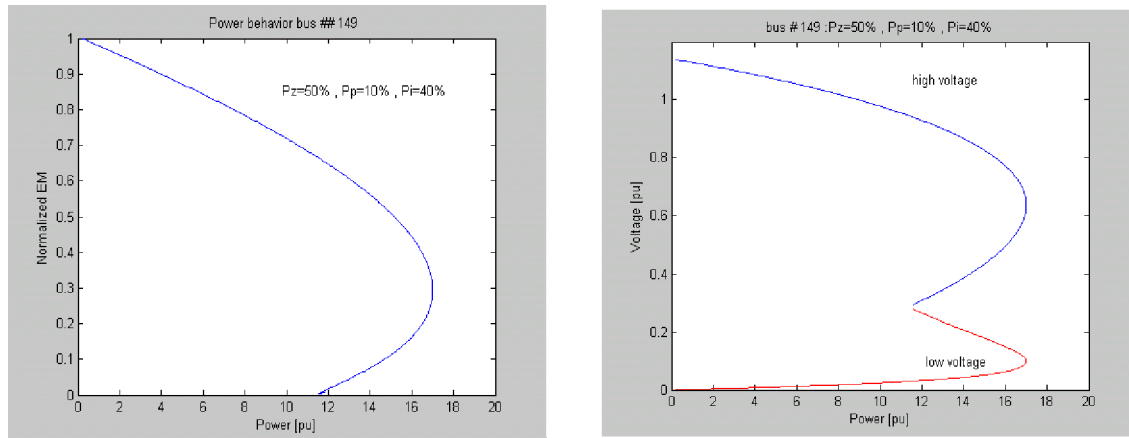 Power behavior bus ## 149
Pz=50% , Pp=10% , Pi=40%
Normalized EM
1
0.9
0.8
0.7
0.6
0.5
0.4
0.3
0.2
0.1
0
0 2 4 6 8 10 12 14 16 18 20
Power [pu]
bus # 149 :Pz=50% , Pp=10% , Pi=40%
high voltage
Voltage [pu]
1
0.8
0.6
0.4
0.2
0
low voltage
0 2 4 6 8 10 12 14 16 18 20
Power [pu]